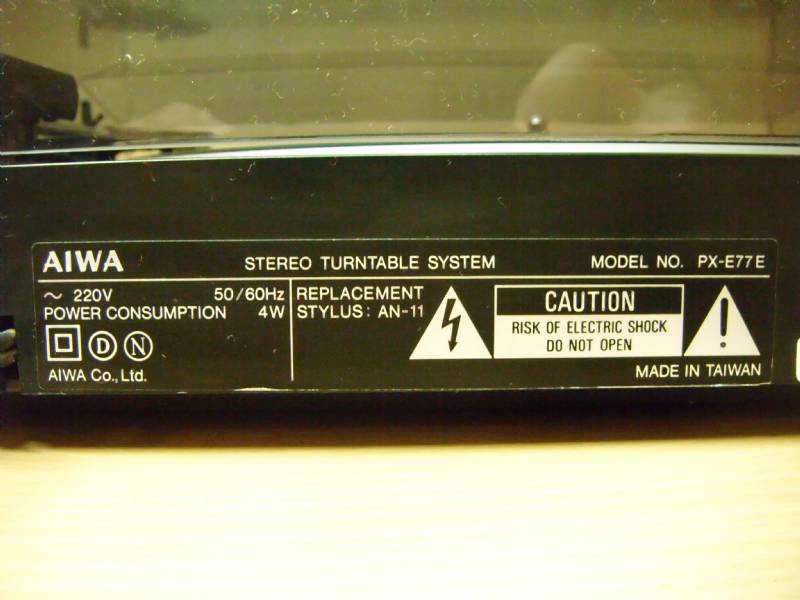 AIWA STEREO TURNTABLE SYSTEM MODEL NO. PX-E77E
~ 220V 50/60Hz
POWER CONSUMPTION 4W
D N
AIWA Co., Ltd.
REPLACEMENT
STYLUS: AN-11
CAUTION
RISK OF ELECTRIC SHOCK
DO NOT OPEN
!
MADE IN TAIWAN